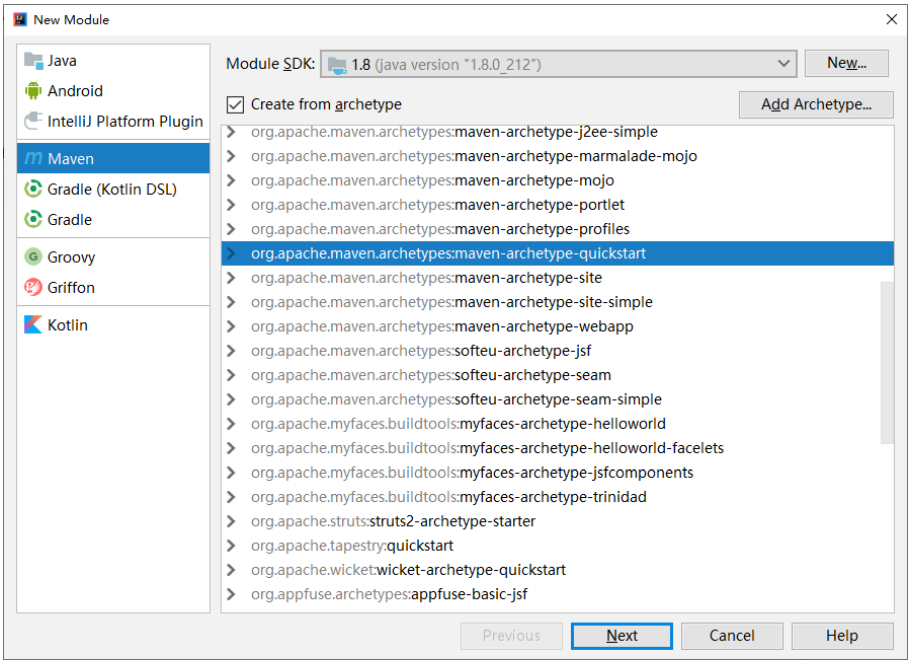 New Module
Java
Android
IntelliJ Platform Plugin
Maven
Gradle (Kotlin DSL)
Gradle
Groovy
Griffon
Kotlin
Module SDK: 1.8 (java version "1.8.0_212") New...
Create from archetype Add Archetype...
org.apache.maven.archetypes:maven-archetype-j2ee-simple
org.apache.maven.archetypes:maven-archetype-marmalade-mojo
org.apache.maven.archetypes:maven-archetype-mojo
org.apache.maven.archetypes:maven-archetype-portlet
org.apache.maven.archetypes:maven-archetype-profiles
org.apache.maven.archetypes:maven-archetype-quickstart
org.apache.maven.archetypes:maven-archetype-site
org.apache.maven.archetypes:maven-archetype-site-simple
org.apache.maven.archetypes:maven-archetype-webapp
org.apache.maven.archetypes:softeu-archetype-jsf
org.apache.maven.archetypes:softeu-archetype-seam
org.apache.maven.archetypes:softeu-archetype-seam-simple
org.apache.myfaces.buildtools:myfaces-archetype-helloworld
org.apache.myfaces.buildtools:myfaces-archetype-helloworld-facelets
org.apache.myfaces.buildtools:myfaces-archetype-jsfcomponents
org.apache.myfaces.buildtools:myfaces-archetype-trinidad
org.apache.struts:struts2-archetype-starter
org.apache.tapestry:quickstart
org.apache.wicket:wicket-archetype-quickstart
org.appfuse.archetypes:appfuse-basic-jsf
Previous Next Cancel Help